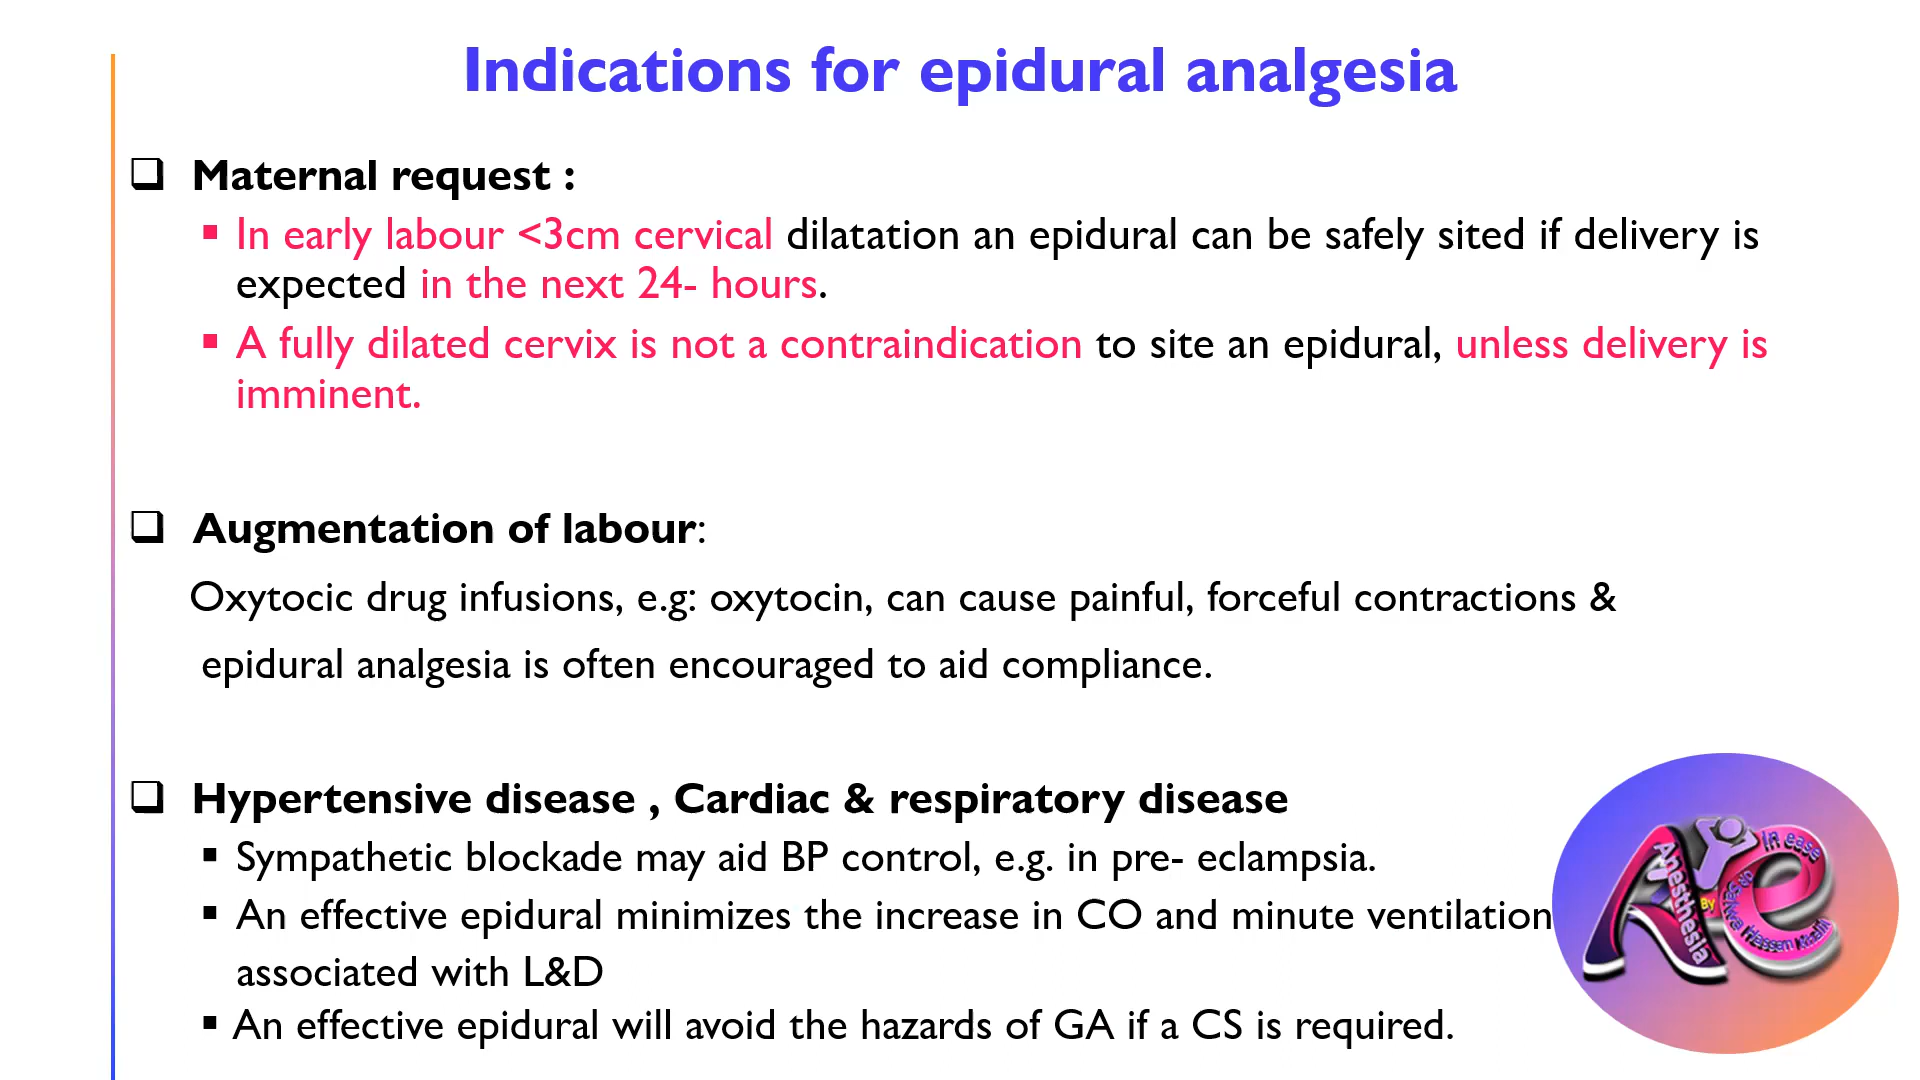 Indications for epidural analgesia
❑ Maternal request :
▪ In early labour <3cm cervical dilatation an epidural can be safely sited if delivery is
expected in the next 24- hours.
▪ A fully dilated cervix is not a contraindication to site an epidural, unless delivery is
imminent.
❑ Augmentation of labour:
Oxytocic drug infusions, e.g: oxytocin, can cause painful, forceful contractions &
epidural analgesia is often encouraged to aid compliance.
❑ Hypertensive disease , Cardiac & respiratory disease
▪ Sympathetic blockade may aid BP control, e.g. in pre- eclampsia.
▪ An effective epidural minimizes the increase in CO and minute ventilation
associated with L&D
▪ An effective epidural will avoid the hazards of GA if a CS is required.
Anesthesia
In ease
By
Hassan